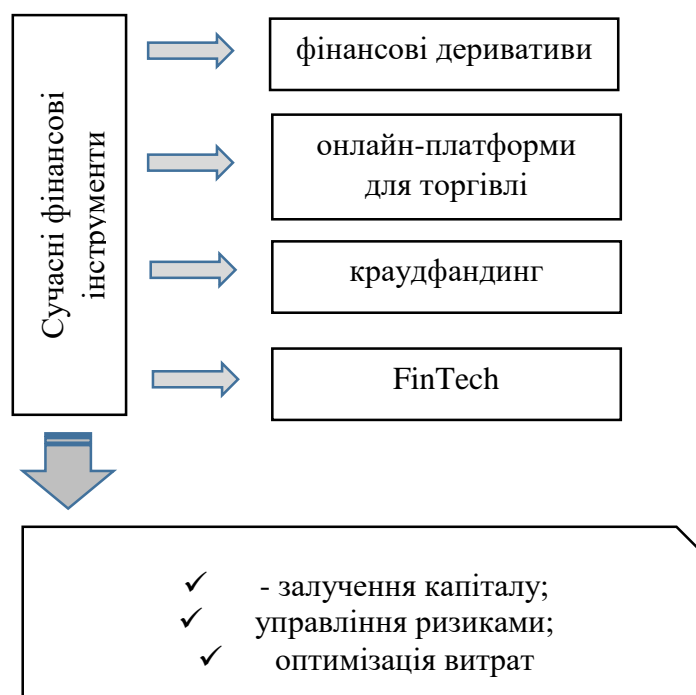 Сучасні фінансові
інструменти
фінансові деривативи
онлайн-платформи
для торгівлі
краудфандинг
FinTech
✓ - залучення капіталу;
✓ управління ризиками;
✓ оптимізація витрат